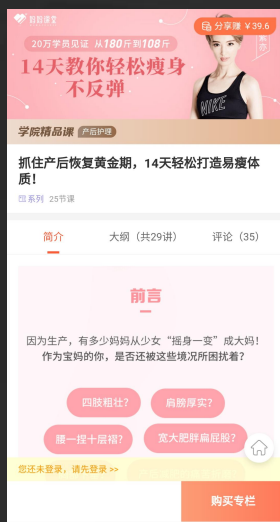 妈妈课堂
分享赚 ￥39.6
20万学员见证 从180斤到108斤
14天教你轻松瘦身
不反弹
NIKE
学院精品课 产后护理
抓住产后恢复黄金期，14天轻松打造易瘦体
质！
系列 25节课
简介 大纲（共29讲） 评论（35）
前言
因为生产，有多少妈妈从少女“摇身一变”成大妈！
作为宝妈的你，是否还被这些境况所困扰着？
四肢粗壮？ 肩膀厚实？
腰一捏十层褶？ 宽大肥胖扁屁股？
您还未登录，请先登录 >>
购买专栏